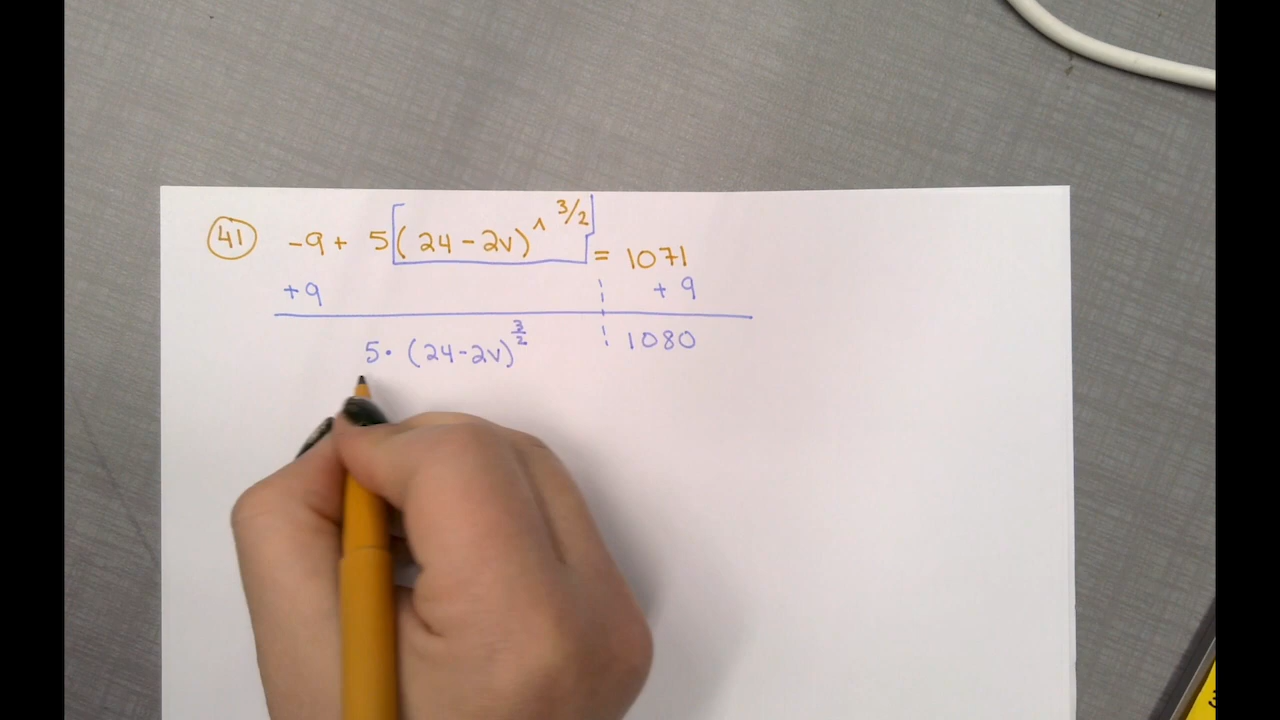 41 -9 + 5[(24-2v)^3/2] = 1071
+9 + 9
5 · (24-2v)^3/2 1080